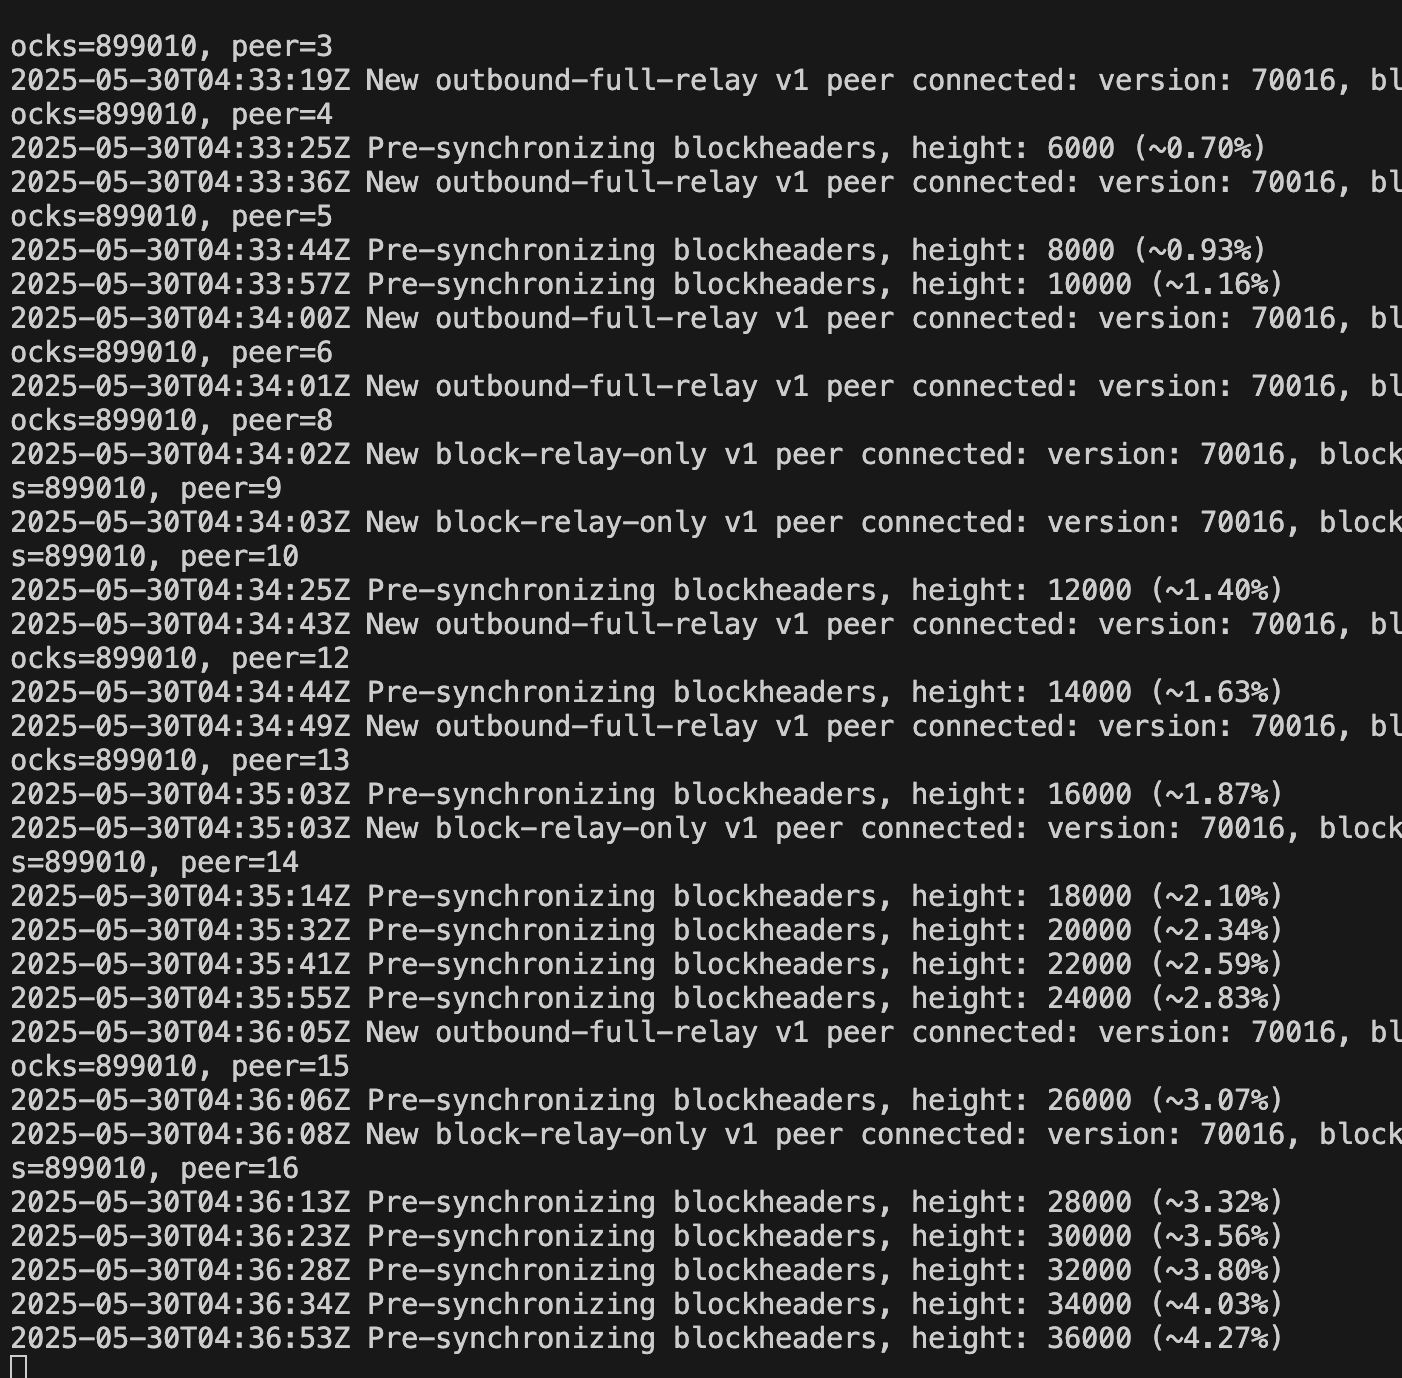 ocks=899010, peer=3
2025-05-30T04:33:19Z New outbound-full-relay v1 peer connected: version: 70016, bl
ocks=899010, peer=4
2025-05-30T04:33:25Z Pre-synchronizing blockheaders, height: 6000 (~0.70%)
2025-05-30T04:33:36Z New outbound-full-relay v1 peer connected: version: 70016, bl
ocks=899010, peer=5
2025-05-30T04:33:44Z Pre-synchronizing blockheaders, height: 8000 (~0.93%)
2025-05-30T04:33:57Z Pre-synchronizing blockheaders, height: 10000 (~1.16%)
2025-05-30T04:34:00Z New outbound-full-relay v1 peer connected: version: 70016, bl
ocks=899010, peer=6
2025-05-30T04:34:01Z New outbound-full-relay v1 peer connected: version: 70016, bl
ocks=899010, peer=8
2025-05-30T04:34:02Z New block-relay-only v1 peer connected: version: 70016, block
s=899010, peer=9
2025-05-30T04:34:03Z New block-relay-only v1 peer connected: version: 70016, block
s=899010, peer=10
2025-05-30T04:34:25Z Pre-synchronizing blockheaders, height: 12000 (~1.40%)
2025-05-30T04:34:43Z New outbound-full-relay v1 peer connected: version: 70016, bl
ocks=899010, peer=12
2025-05-30T04:34:44Z Pre-synchronizing blockheaders, height: 14000 (~1.63%)
2025-05-30T04:34:49Z New outbound-full-relay v1 peer connected: version: 70016, bl
ocks=899010, peer=13
2025-05-30T04:35:03Z Pre-synchronizing blockheaders, height: 16000 (~1.87%)
2025-05-30T04:35:03Z New block-relay-only v1 peer connected: version: 70016, block
s=899010, peer=14
2025-05-30T04:35:14Z Pre-synchronizing blockheaders, height: 18000 (~2.10%)
2025-05-30T04:35:32Z Pre-synchronizing blockheaders, height: 20000 (~2.34%)
2025-05-30T04:35:41Z Pre-synchronizing blockheaders, height: 22000 (~2.59%)
2025-05-30T04:35:55Z Pre-synchronizing blockheaders, height: 24000 (~2.83%)
2025-05-30T04:36:05Z New outbound-full-relay v1 peer connected: version: 70016, bl
ocks=899010, peer=15
2025-05-30T04:36:06Z Pre-synchronizing blockheaders, height: 26000 (~3.07%)
2025-05-30T04:36:08Z New block-relay-only v1 peer connected: version: 70016, block
s=899010, peer=16
2025-05-30T04:36:13Z Pre-synchronizing blockheaders, height: 28000 (~3.32%)
2025-05-30T04:36:23Z Pre-synchronizing blockheaders, height: 30000 (~3.56%)
2025-05-30T04:36:28Z Pre-synchronizing blockheaders, height: 32000 (~3.80%)
2025-05-30T04:36:34Z Pre-synchronizing blockheaders, height: 34000 (~4.03%)
2025-05-30T04:36:53Z Pre-synchronizing blockheaders, height: 36000 (~4.27%)